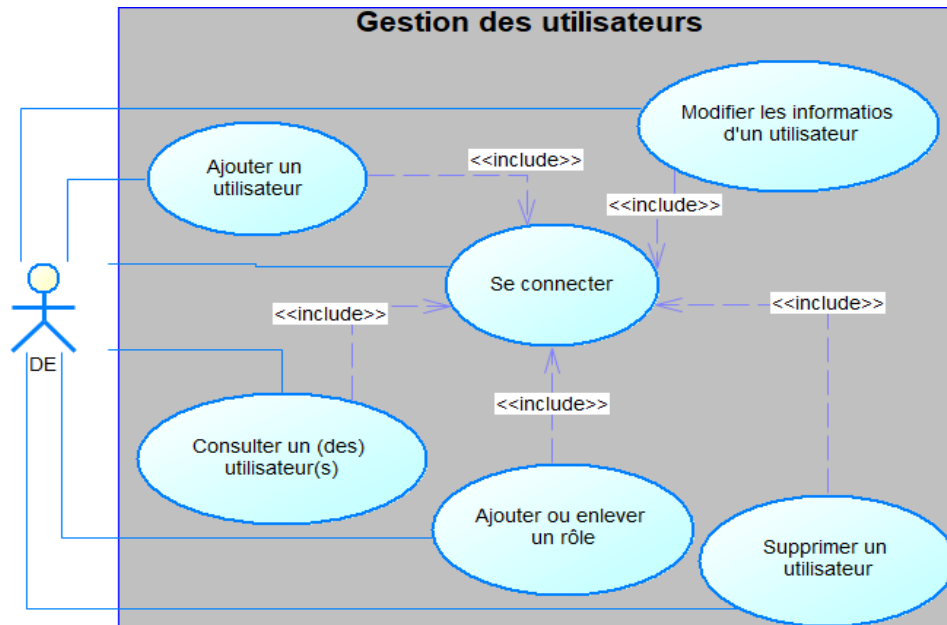 Gestion des utilisateurs
Modifier les informatios
d'un utilisateur
Ajouter un
utilisateur
<<include>>
<<include>>
Se connecter
<<include>>
<<include>>
DE
<<include>>
Consulter un (des)
utilisateur(s)
Ajouter ou enlever
un rôle
Supprimer un
utilisateur